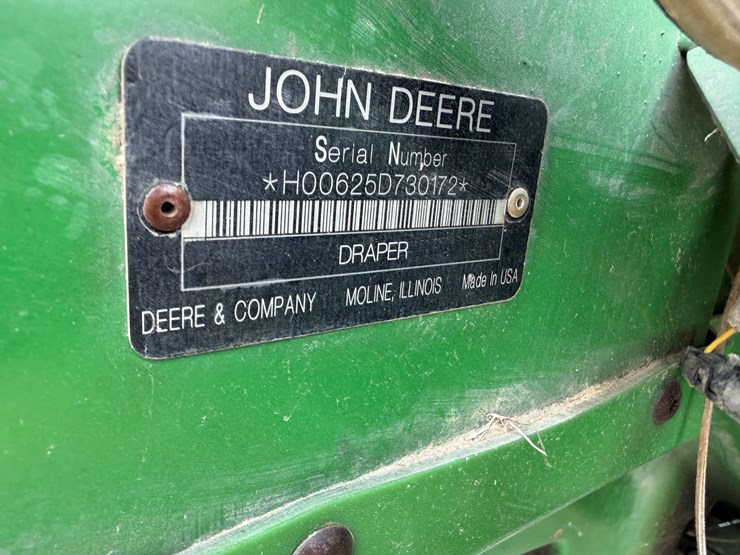 JOHN DEERE
Serial Number
*H00625D730172*
DRAPER
DEERE & COMPANY MOLINE, ILLINOIS Made In USA